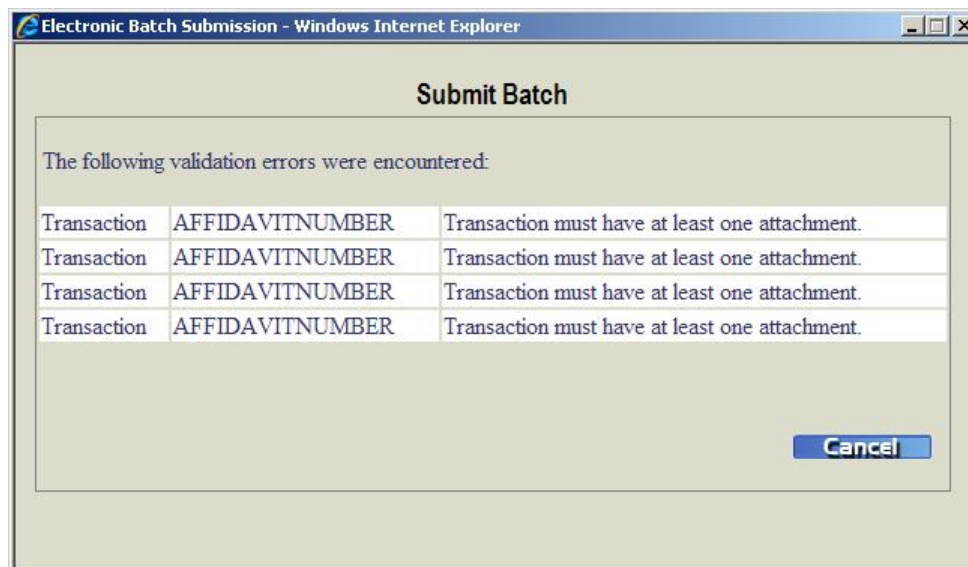 Electronic Batch Submission - Windows Internet Explorer
Submit Batch
The following validation errors were encountered:
Transaction AFFIDAVITNUMBER Transaction must have at least one attachment.
Transaction AFFIDAVITNUMBER Transaction must have at least one attachment.
Transaction AFFIDAVITNUMBER Transaction must have at least one attachment.
Transaction AFFIDAVITNUMBER Transaction must have at least one attachment.
Cancel